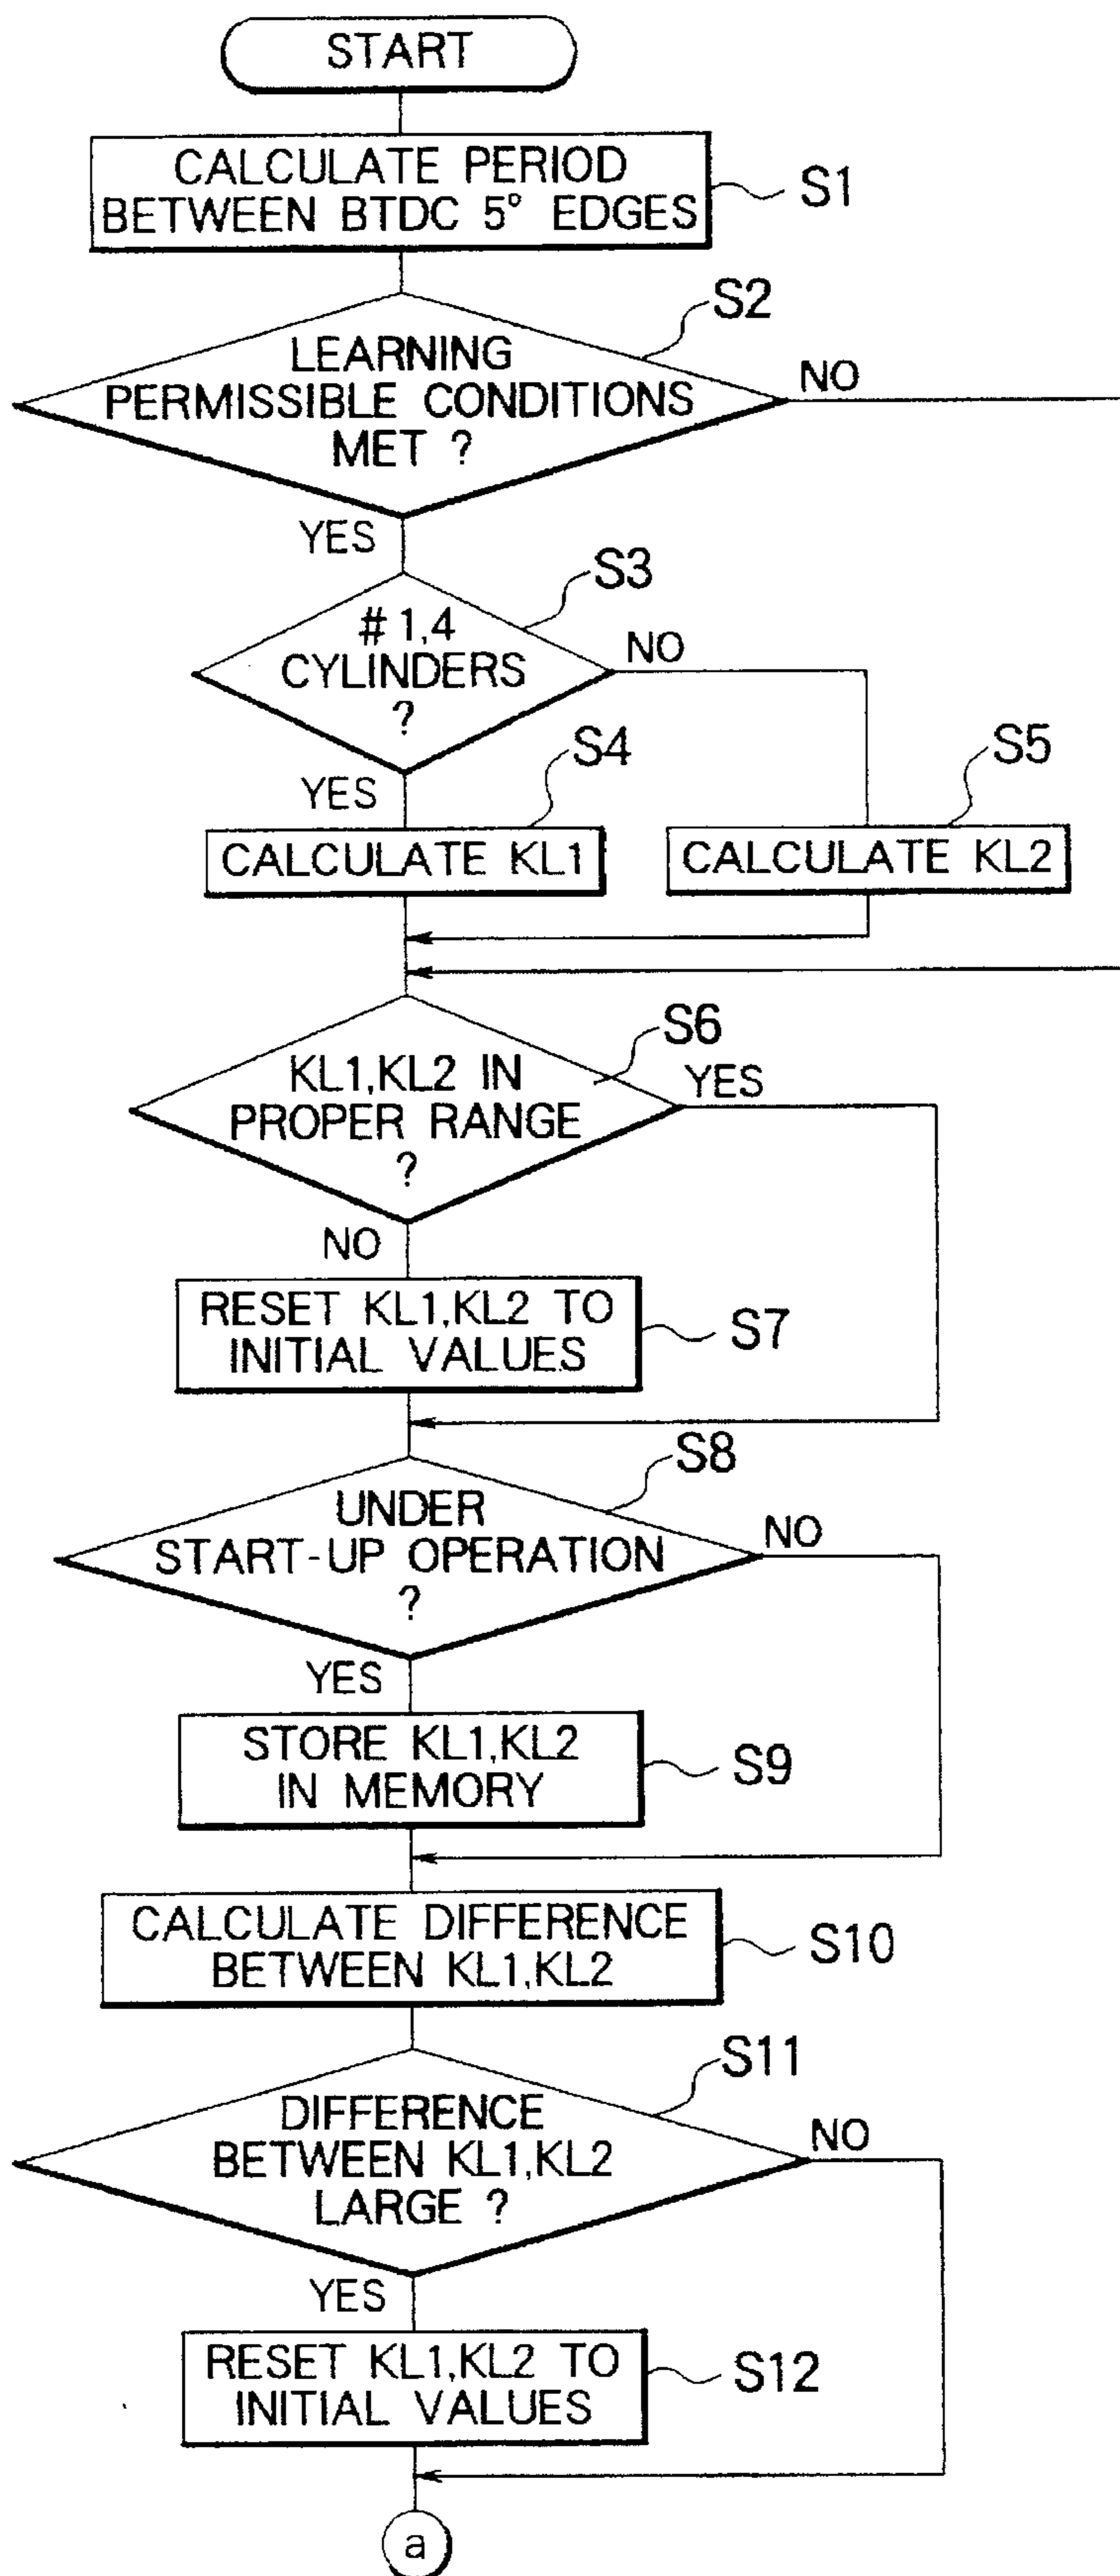 START
CALCULATE PERIOD
BETWEEN BTDC 5° EDGES
S1
S2
LEARNING
PERMISSIBLE CONDITIONS
MET ?
NO
YES
S3
# 1,4
CYLINDERS
?
NO
YES
S4
CALCULATE KL1
S5
CALCULATE KL2
S6
KL1,KL2 IN
PROPER RANGE
?
YES
NO
RESET KL1,KL2 TO
INITIAL VALUES
S7
S8
UNDER
START-UP OPERATION
?
NO
YES
STORE KL1,KL2
IN MEMORY
S9
CALCULATE DIFFERENCE
BETWEEN KL1,KL2
S10
S11
DIFFERENCE
BETWEEN KL1,KL2
LARGE ?
NO
YES
RESET KL1,KL2 TO
INITIAL VALUES
S12
a